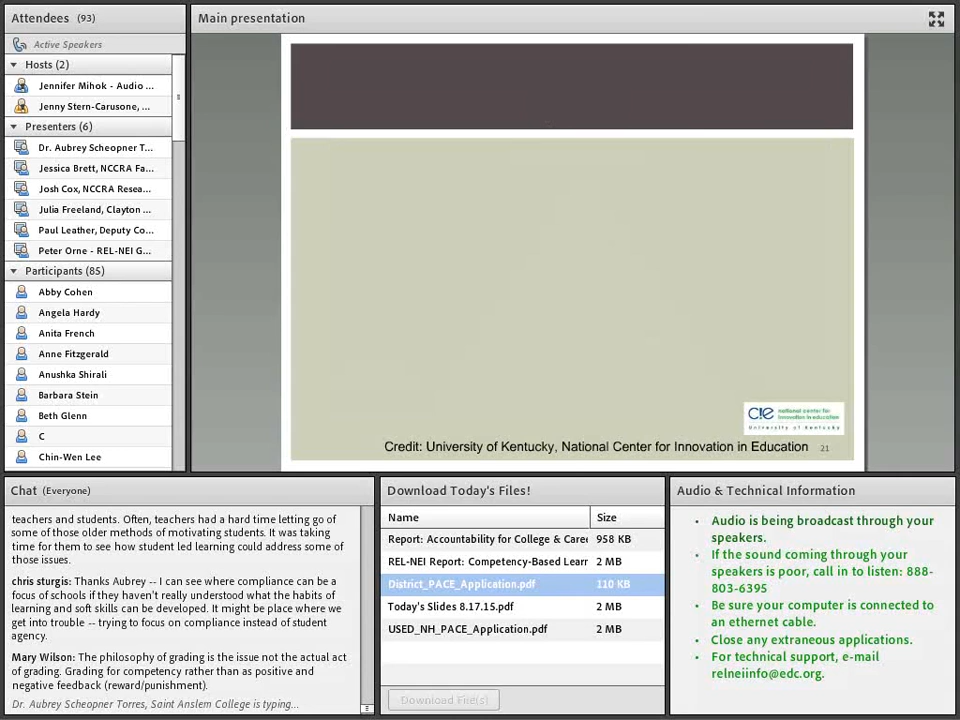 Attendees (93)
Active Speakers
Hosts (2)
Jennifer Mihok - Audio ...
Jenny Stern-Carusone, ...
Presenters (6)
Dr. Aubrey Scheopner T...
Jessica Brett, NCCRA Fa...
Josh Cox, NCCRA Resea...
Julia Freeland, Clayton ...
Paul Leather, Deputy Co...
Peter Orne - REL-NEI G...
Participants (85)
Abby Cohen
Angela Hardy
Anita French
Anne Fitzgerald
Anushka Shirali
Barbara Stein
Beth Glenn
C
Chin-Wen Lee
Main presentation
cie national center for
innovation in education
University of Kentucky
Credit: University of Kentucky, National Center for Innovation in Education 21
Chat (Everyone)
teachers and students. Often, teachers had a hard time letting go of
some of those older methods of motivating students. It was taking
time for them to see how student led learning could address some of
those issues.
chris sturgis: Thanks Aubrey -- I can see where compliance can be a
focus of schools if they haven't really understood what the habits of
learning and soft skills can be developed. It might be place where we
get into trouble -- trying to focus on compliance instead of student
agency.
Mary Wilson: The philosophy of grading is the issue not the actual act
of grading. Grading for competency rather than as positive and
negative feedback (reward/punishment).
Dr. Aubrey Scheopner Torres, Saint Anslem College is typing...
Download Today's Files!
Name Size
Report: Accountability for College & Caree 958 KB
REL-NEI Report: Competency-Based Learr 2 MB
District_PACE_Application.pdf 110 KB
Today's Slides 8.17.15.pdf 2 MB
USED_NH_PACE_Application.pdf 2 MB
Download File(s)
Audio & Technical Information
• Audio is being broadcast through your
speakers.
• If the sound coming through your
speakers is poor, call in to listen: 888-
803-6395
• Be sure your computer is connected to
an ethernet cable.
• Close any extraneous applications.
• For technical support, e-mail
relneiinfo@edc.org.